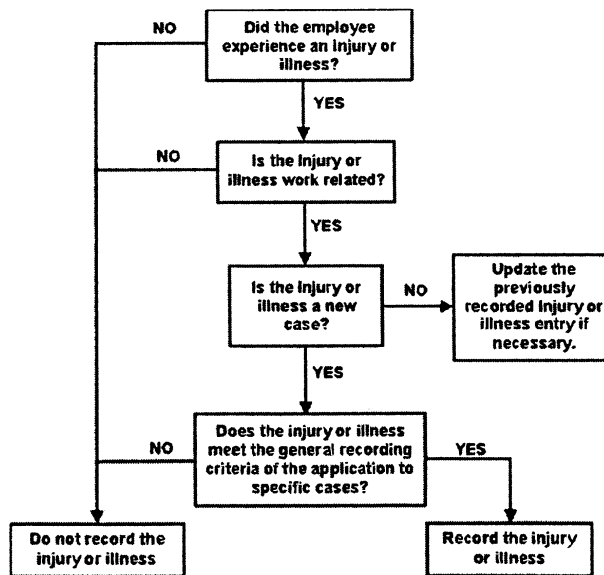 Did the employee
experience an injury or
illness?
NO
YES
Is the injury or
illness work related?
NO
YES
Is the injury or
illness a new
case?
NO
Update the
previously
recorded injury or
illness entry if
necessary.
YES
Does the injury or illness
meet the general recording
criteria of the application to
specific cases?
NO
YES
Do not record the
injury or illness
Record the injury
or illness